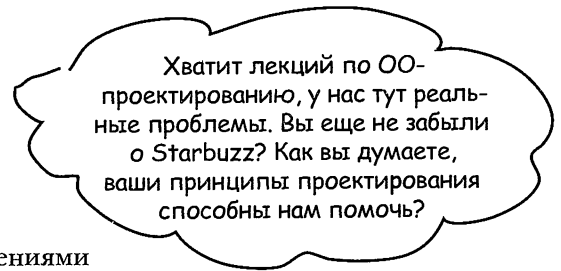 Хватит лекций по ОО-
проектированию, у нас тут реаль-
ные проблемы. Вы еще не забыли
о Starbuzz? Как вы думаете,
ваши принципы проектирования
способны нам помочь?
ениями